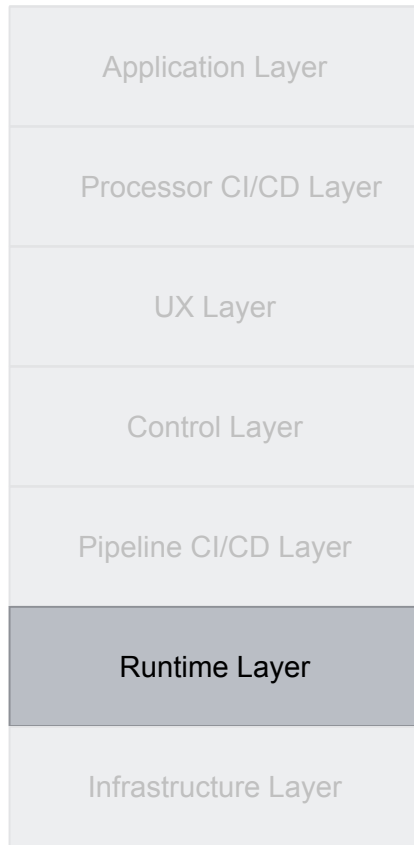 Application Layer
Processor CI/CD Layer
UX Layer
Control Layer
Pipeline CI/CD Layer
Runtime Layer
Infrastructure Layer